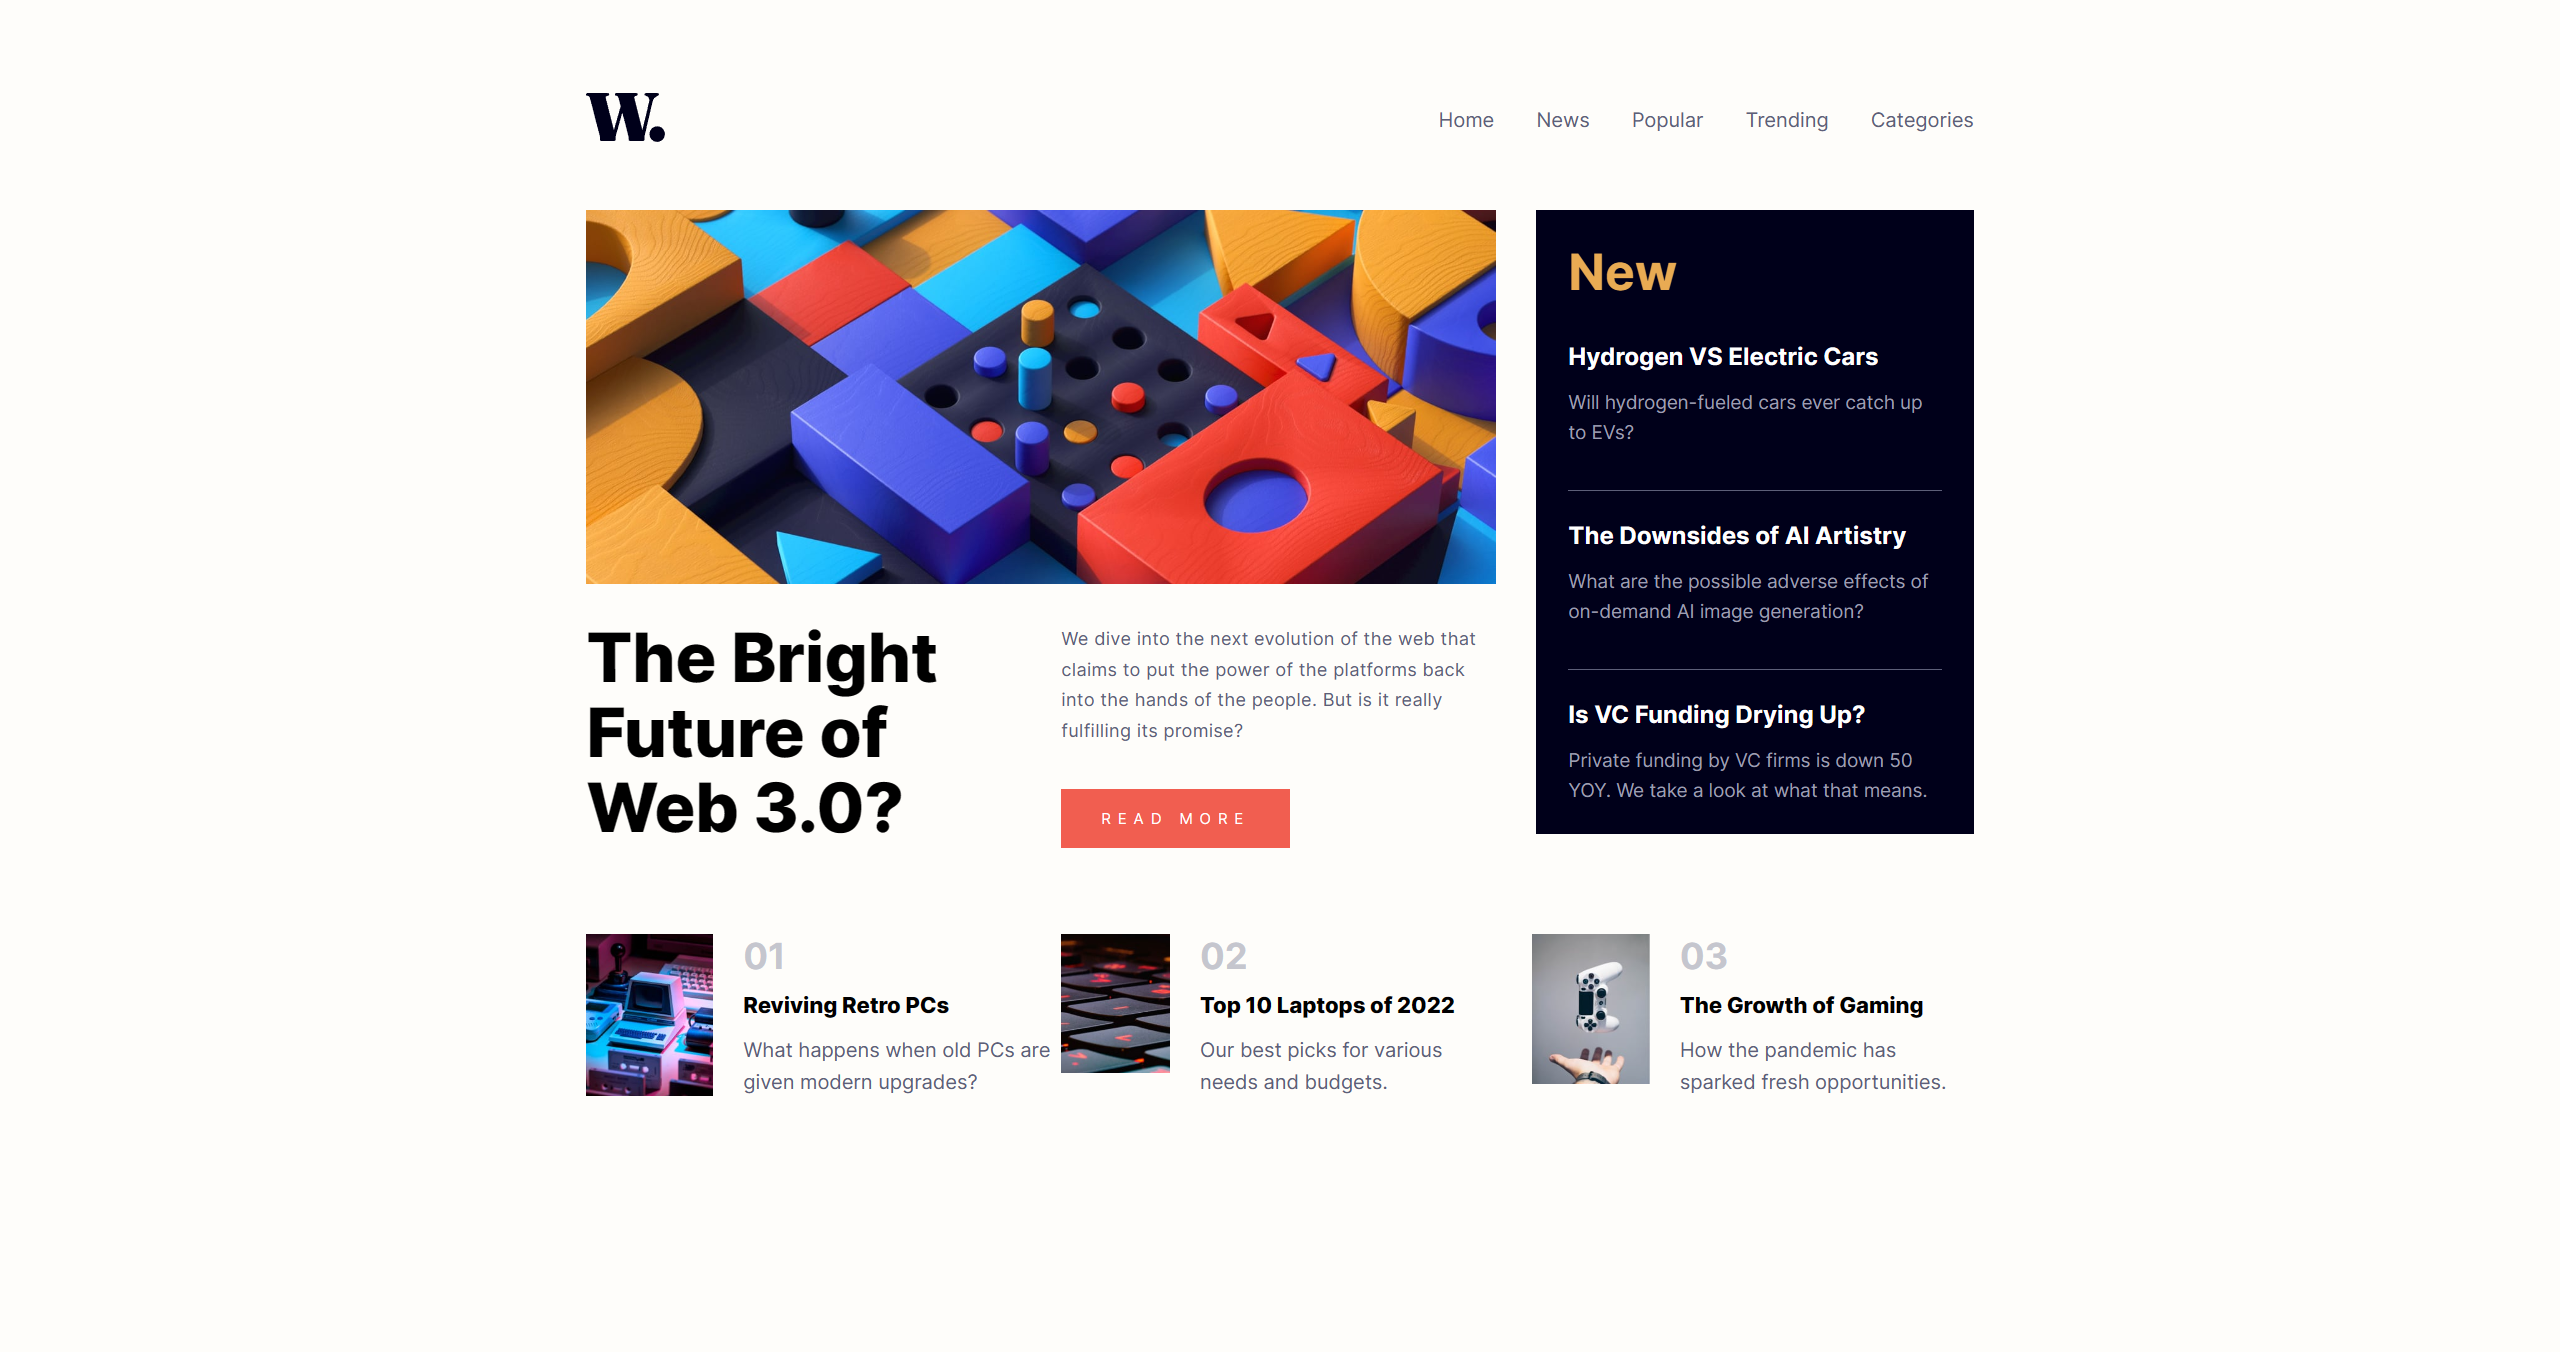 W.
Home News Popular Trending Categories
The Bright
Future of
Web 3.0?
We dive into the next evolution of the web that
claims to put the power of the platforms back
into the hands of the people. But is it really
fulfilling its promise?
READ MORE
New
Hydrogen VS Electric Cars
Will hydrogen-fueled cars ever catch up
to EVs?
The Downsides of AI Artistry
What are the possible adverse effects of
on-demand AI image generation?
Is VC Funding Drying Up?
Private funding by VC firms is down 50
YOY. We take a look at what that means.
01
Reviving Retro PCs
What happens when old PCs are
given modern upgrades?
02
Top 10 Laptops of 2022
Our best picks for various
needs and budgets.
03
The Growth of Gaming
How the pandemic has
sparked fresh opportunities.